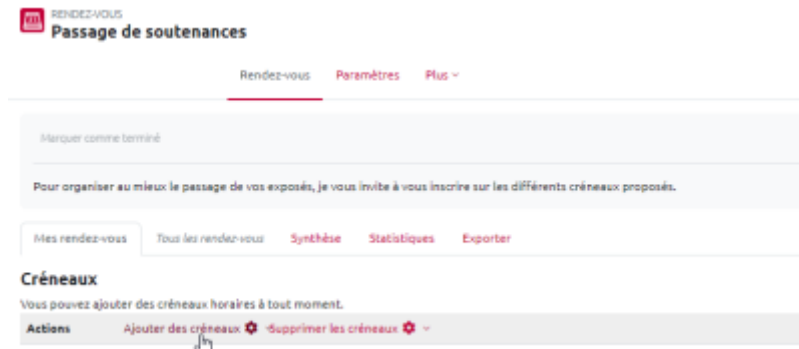 RENDEZ-VOUS
Passage de soutenances
Rendez-vous Paramètres Plus
Marquer comme terminé
Pour organiser au mieux le passage de vos exposés, je vous invite à vous inscrire sur les différents créneaux proposés.
Mes rendez-vous Tous les rendez-vous Synthèse Statistiques Exporter
Créneaux
Vous pouvez ajouter des créneaux horaires à tout moment.
Actions Ajouter des créneaux Supprimer les créneaux